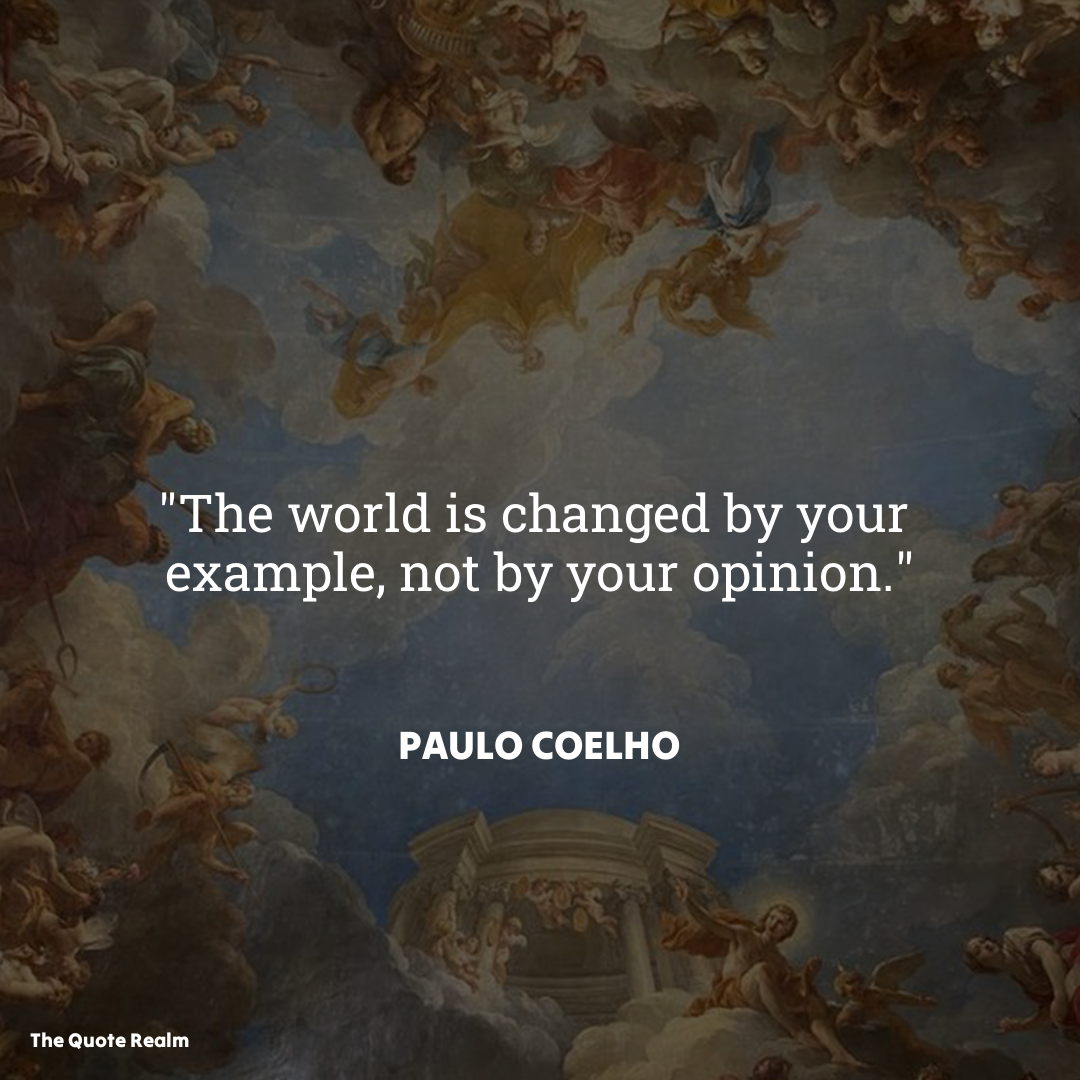 "The world is changed by your
example, not by your opinion."
PAULO COELHO
The Quote Realm